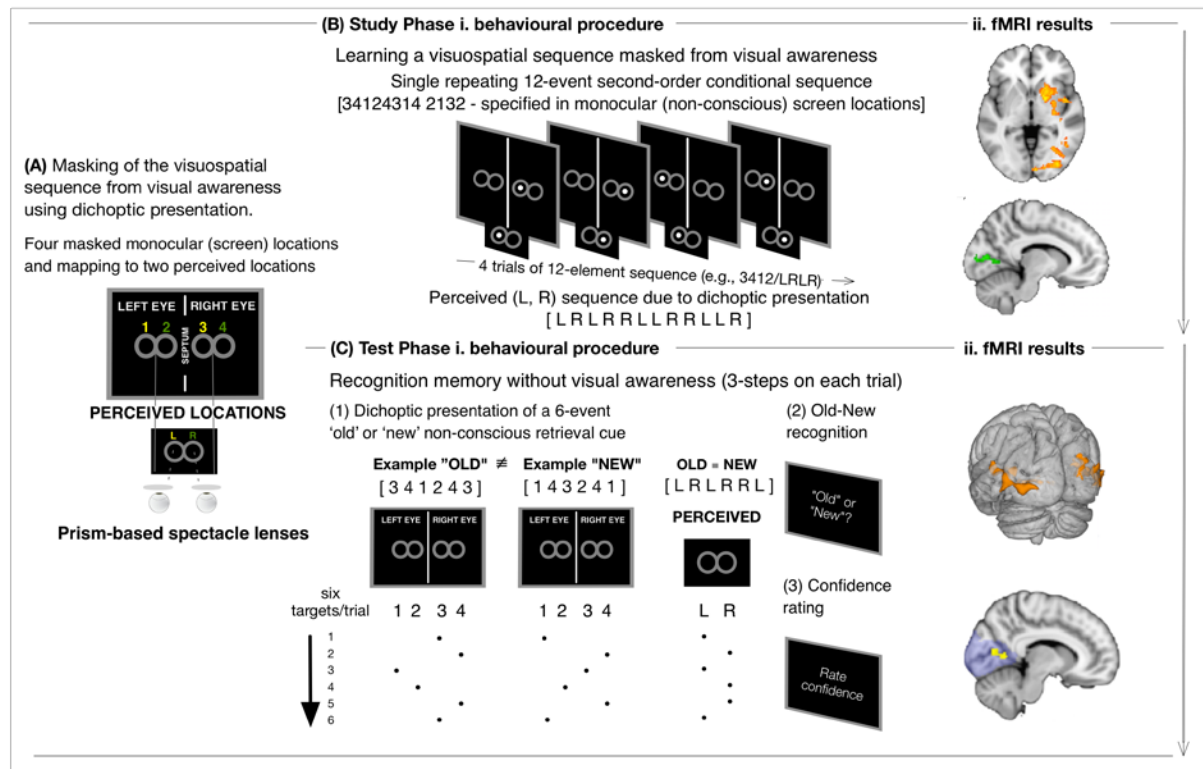 (B) Study Phase i. behavioural procedure
ii. fMRI results
Learning a visuospatial sequence masked from visual awareness
Single repeating 12-event second-order conditional sequence
[34124314 2132 - specified in monocular (non-conscious) screen locations]
4 trials of 12-element sequence (e.g., 3412/LRLR)
Perceived (L, R) sequence due to dichoptic presentation
[ L R L R R L L R R L L R ]
(A) Masking of the visuospatial
sequence from visual awareness
using dichoptic presentation.
Four masked monocular (screen) locations
and mapping to two perceived locations
LEFT EYE RIGHT EYE
1 2 3 4
SEPTUM
PERCEIVED LOCATIONS
L R
Prism-based spectacle lenses
(C) Test Phase i. behavioural procedure
ii. fMRI results
Recognition memory without visual awareness (3-steps on each trial)
(1) Dichoptic presentation of a 6-event
'old' or 'new' non-conscious retrieval cue
(2) Old-New
recognition
Example "OLD" ≠ Example "NEW"
OLD = NEW
[ 3 4 1 2 4 3 ]
[ 1 4 3 2 4 1 ]
[ L R L R R L ]
PERCEIVED
LEFT EYE RIGHT EYE
LEFT EYE RIGHT EYE
"Old" or
"New"?
(3) Confidence
rating
six
targets/trial
1 2 3 4
1 2 3 4
L R
1
2
3
4
5
6
Rate
confidence